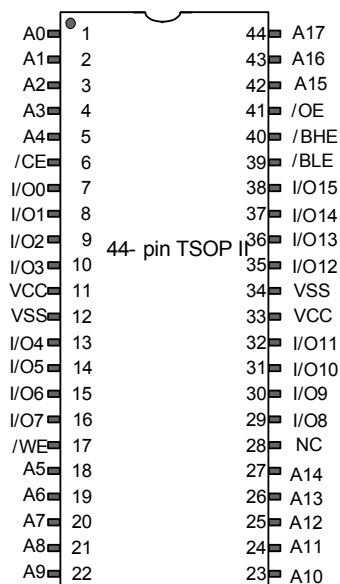 A0 1 44 A17
A1 2 43 A16
A2 3 42 A15
A3 4 41 /OE
A4 5 40 /BHE
/CE 6 39 /BLE
I/O0 7 38 I/O15
I/O1 8 37 I/O14
I/O2 9 36 I/O13
44- pin TSOP II
I/O3 10 35 I/O12
VCC 11 34 VSS
VSS 12 33 VCC
I/O4 13 32 I/O11
I/O5 14 31 I/O10
I/O6 15 30 I/O9
I/O7 16 29 I/O8
/WE 17 28 NC
A5 18 27 A14
A6 19 26 A13
A7 20 25 A12
A8 21 24 A11
A9 22 23 A10